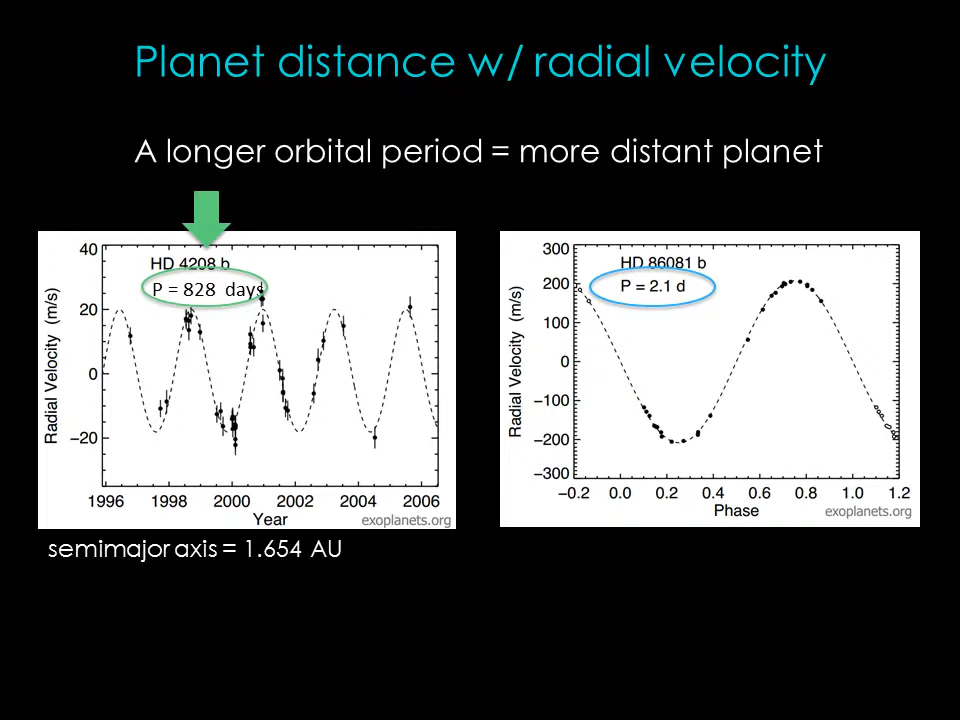 Planet distance w/ radial velocity
A longer orbital period = more distant planet
40
20
0
−20
Radial Velocity (m/s)
HD 4208 b
P = 828 days
1996 1998 2000 2002 2004 2006
Year
exoplanets.org
semimajor axis = 1.654 AU
300
200
100
0
−100
−200
−300
Radial Velocity (m/s)
HD 86081 b
P = 2.1 d
−0.2 0.0 0.2 0.4 0.6 0.8 1.0 1.2
Phase
exoplanets.org